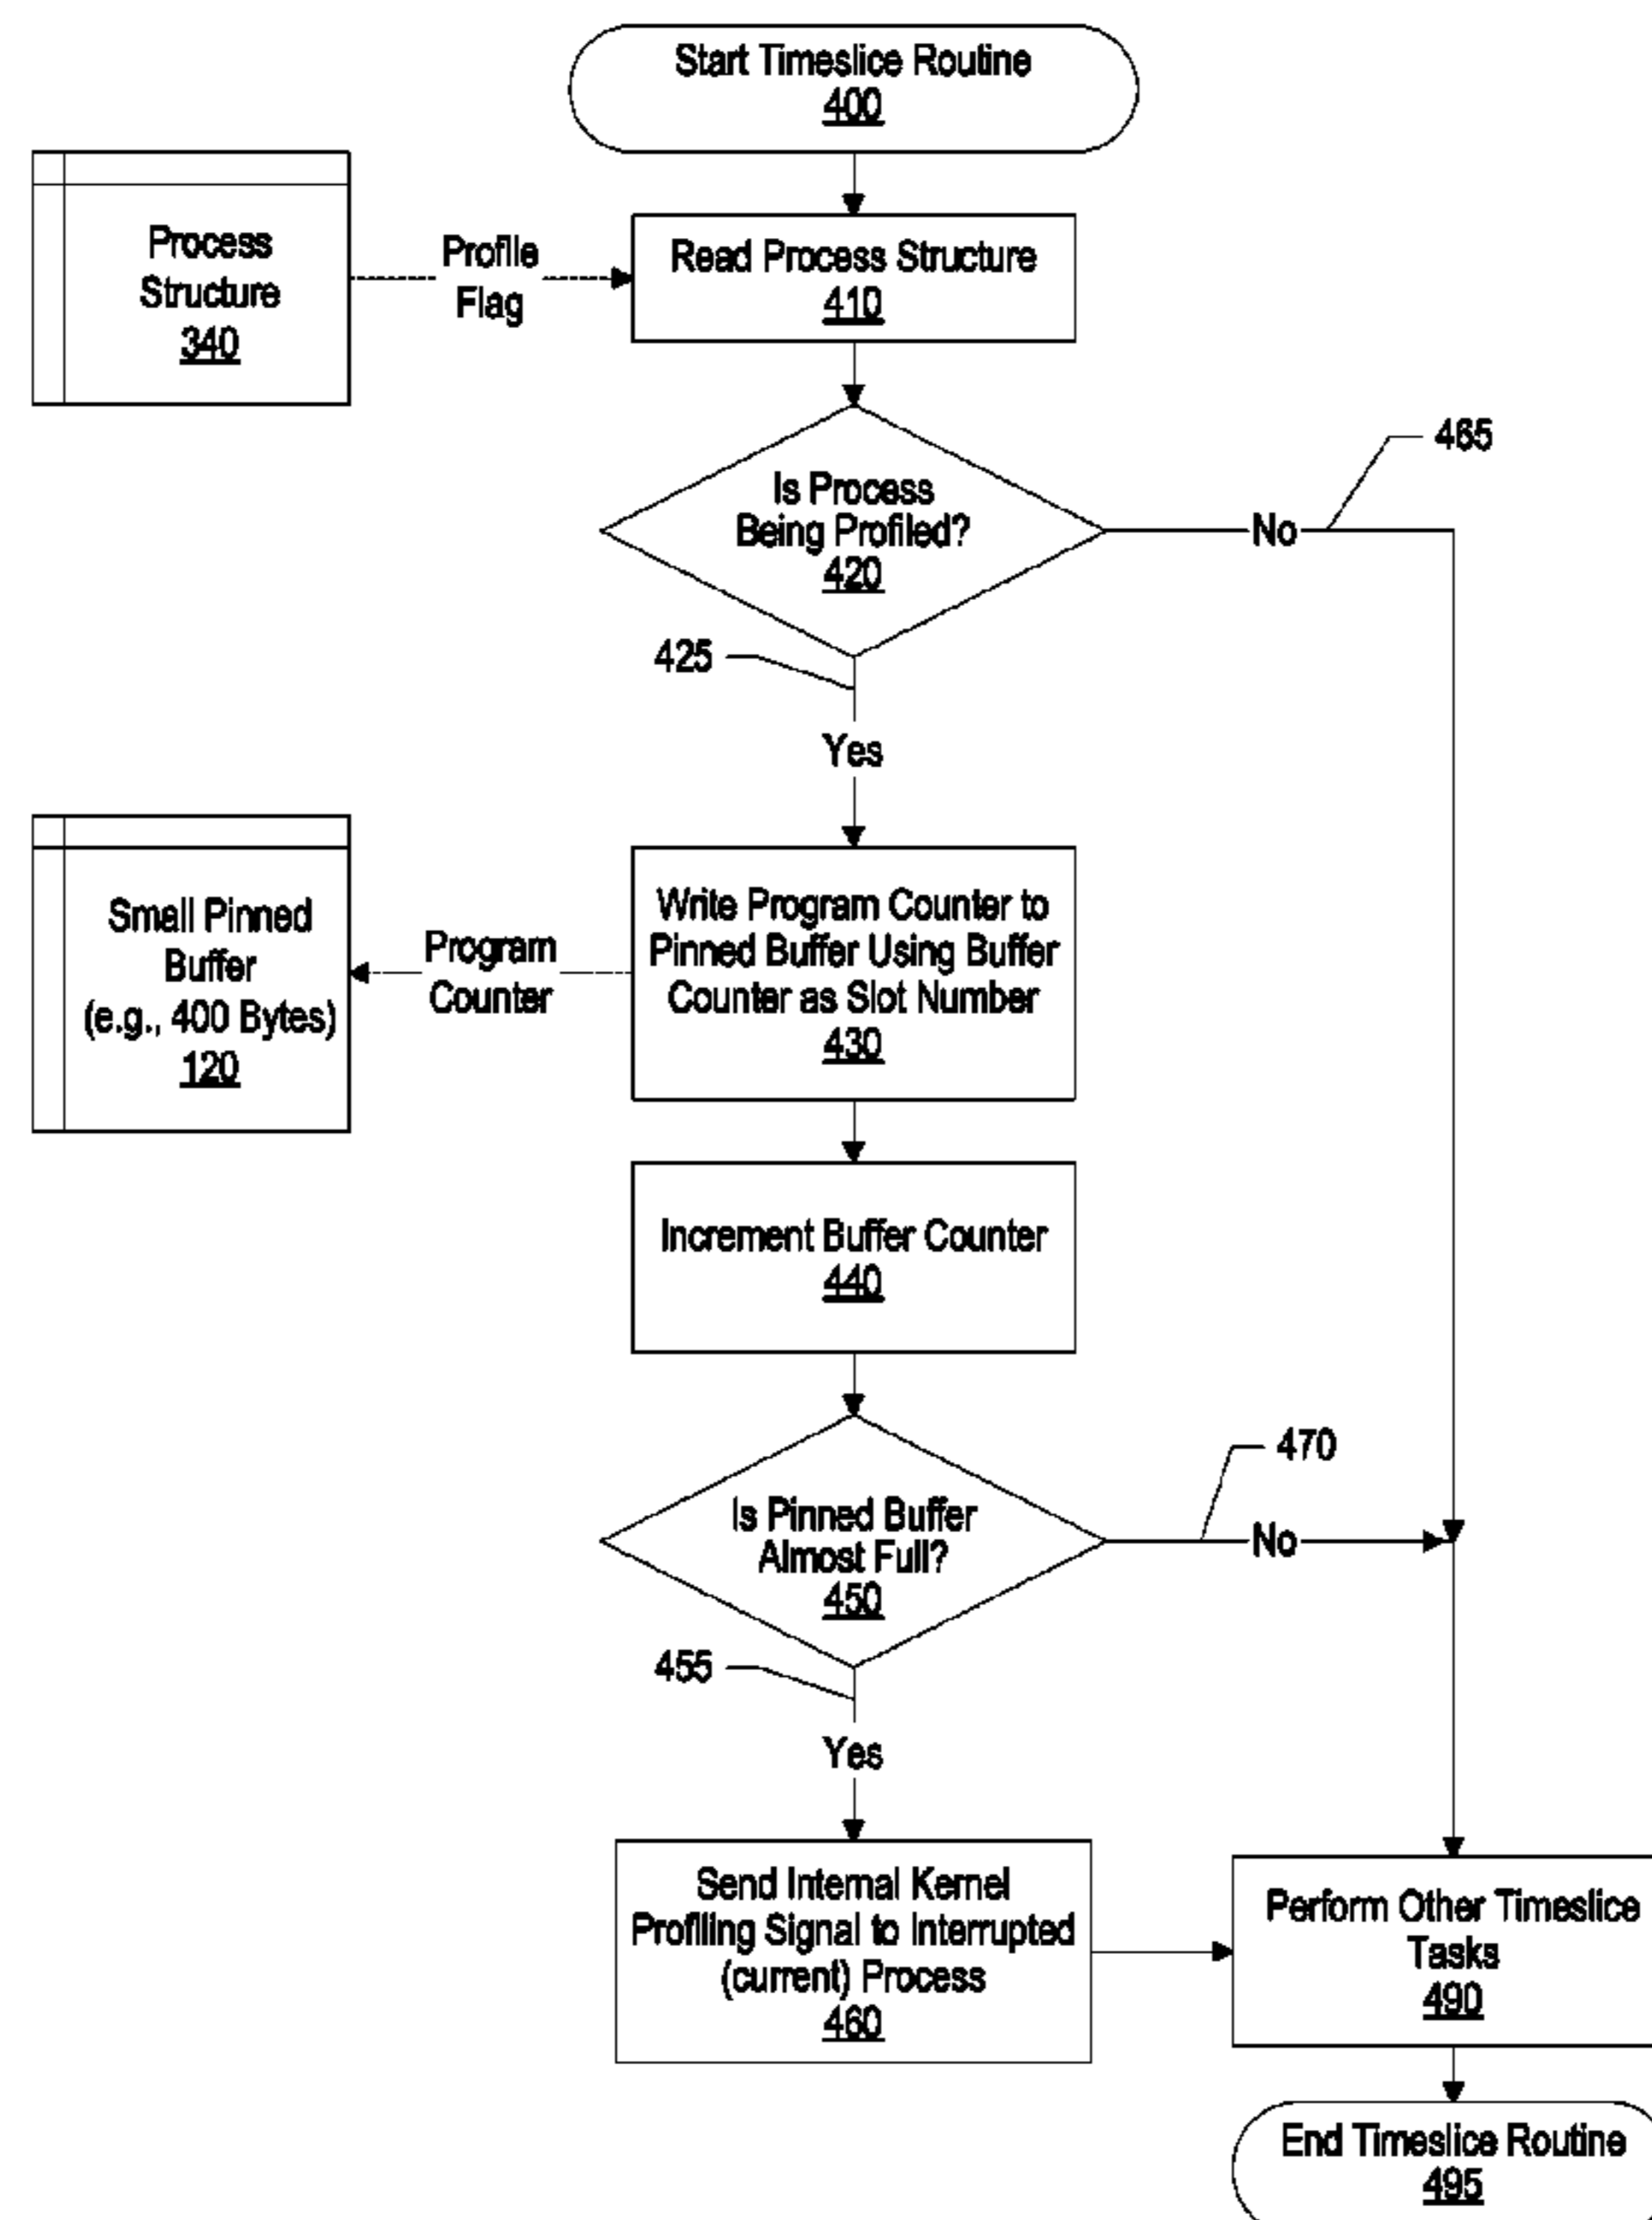 Start Timeslice Routine
400
Process
Structure
340
Profile
Flag
Read Process Structure
410
465
Is Process
Being Profiled?
420
No
425
Yes
Small Pinned
Buffer
(e.g., 400 Bytes)
120
Program
Counter
Write Program Counter to
Pinned Buffer Using Buffer
Counter as Slot Number
430
Increment Buffer Counter
440
470
Is Pinned Buffer
Almost Full?
450
No
455
Yes
Send Internal Kernel
Profiling Signal to Interrupted
(current) Process
460
Perform Other Timeslice
Tasks
490
End Timeslice Routine
495